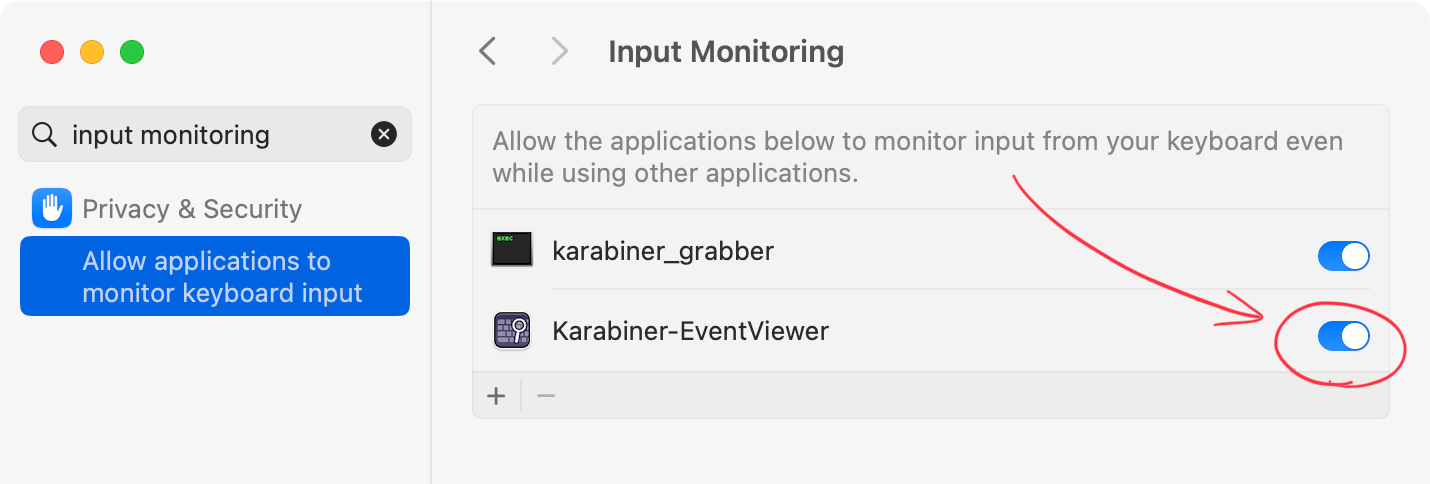 Input Monitoring
input monitoring
Privacy & Security
Allow applications to
monitor keyboard input
Allow the applications below to monitor input from your keyboard even
while using other applications.
exec
karabiner_grabber
Karabiner-EventViewer